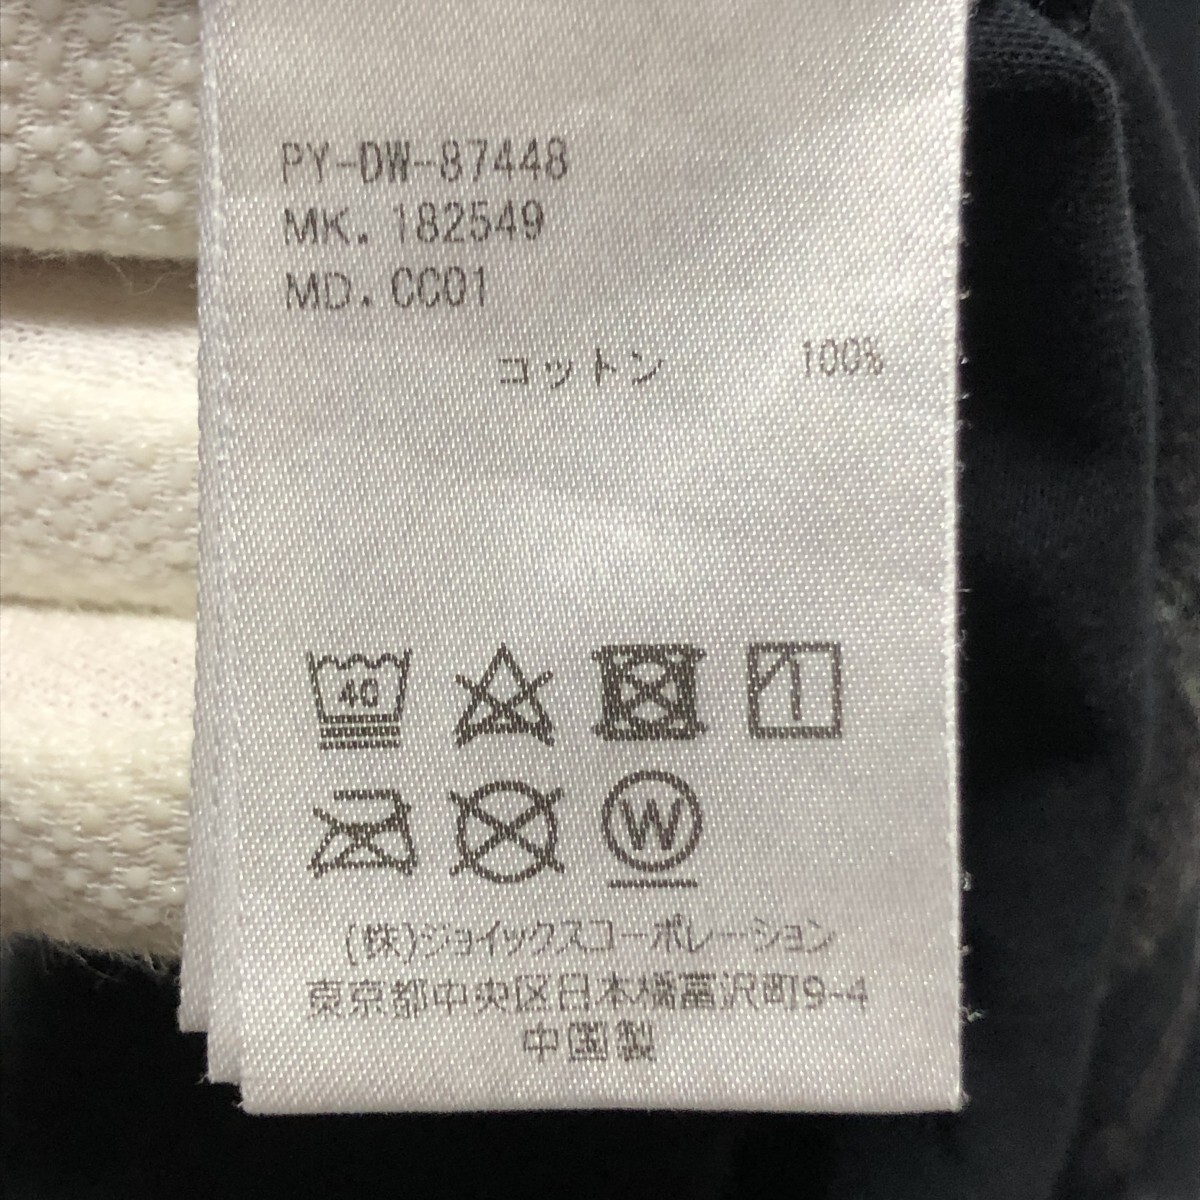 PY-DW-87448
MK. 182549
MD. CC01
コットン 100%
40
W
(株)ジョイックスコーポレーション
東京都中央区日本橋富沢町9-4
中国製